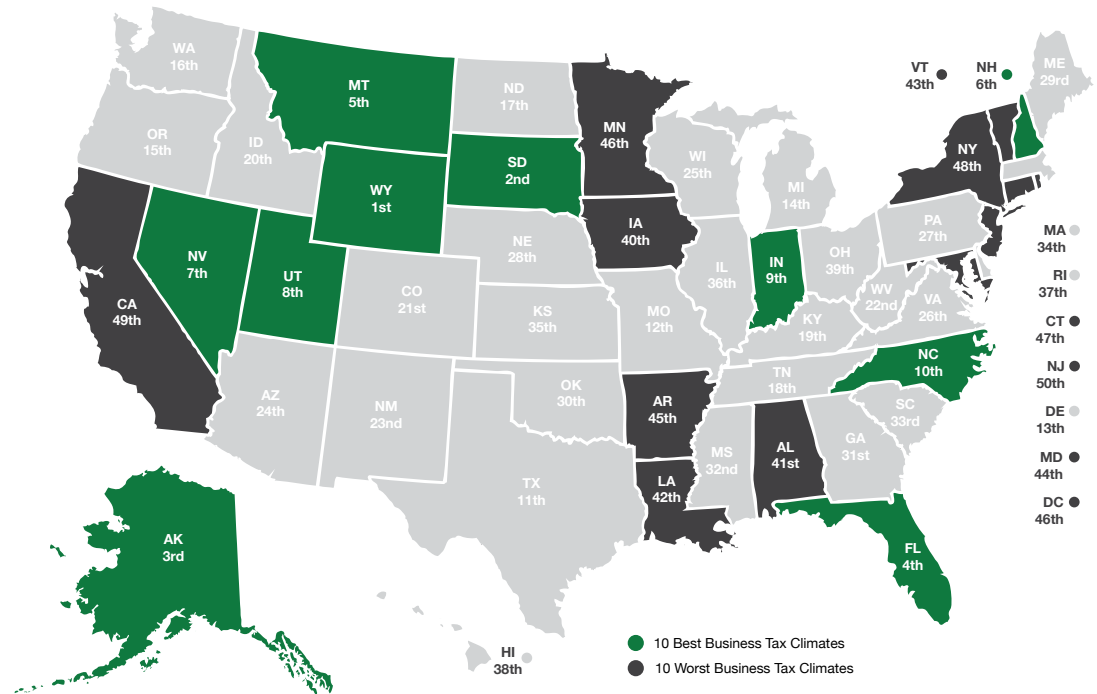 WA
16th
MT
5th
ND
17th
MN
46th
VT
43th
NH
6th
ME
29rd
OR
15th
ID
20th
SD
2nd
WI
25th
NY
48th
WY
1st
MI
14th
NV
7th
UT
8th
NE
28th
IA
40th
PA
27th
MA
34th
CA
49th
CO
21st
KS
35th
MO
12th
IL
36th
IN
9th
OH
39th
WV
22nd
VA
26th
RI
37th
KY
19th
CT
47th
AZ
24th
NM
23nd
OK
30th
AR
45th
TN
18th
NC
10th
NJ
50th
SC
33rd
DE
13th
TX
11th
LA
42th
MS
32nd
AL
41st
GA
31st
MD
44th
DC
46th
AK
3rd
FL
4th
HI
38th
10 Best Business Tax Climates
10 Worst Business Tax Climates